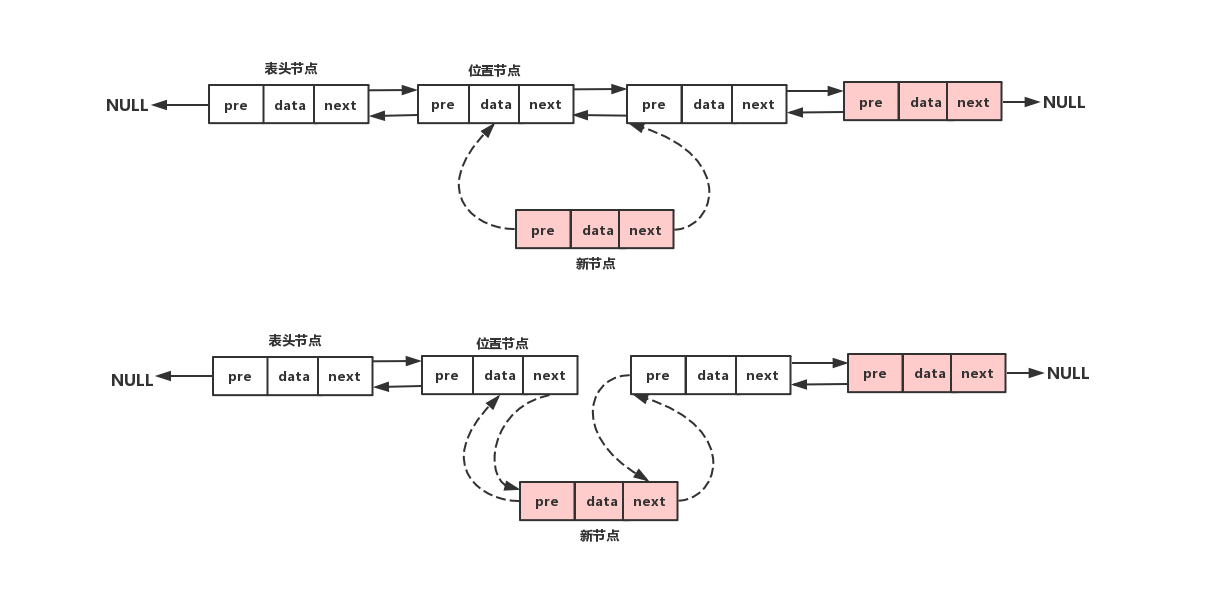 表头节点
位置节点
NULL pre data next pre data next pre data next pre data next NULL
pre data next
新节点
表头节点
位置节点
NULL pre data next pre data next pre data next pre data next NULL
pre data next
新节点